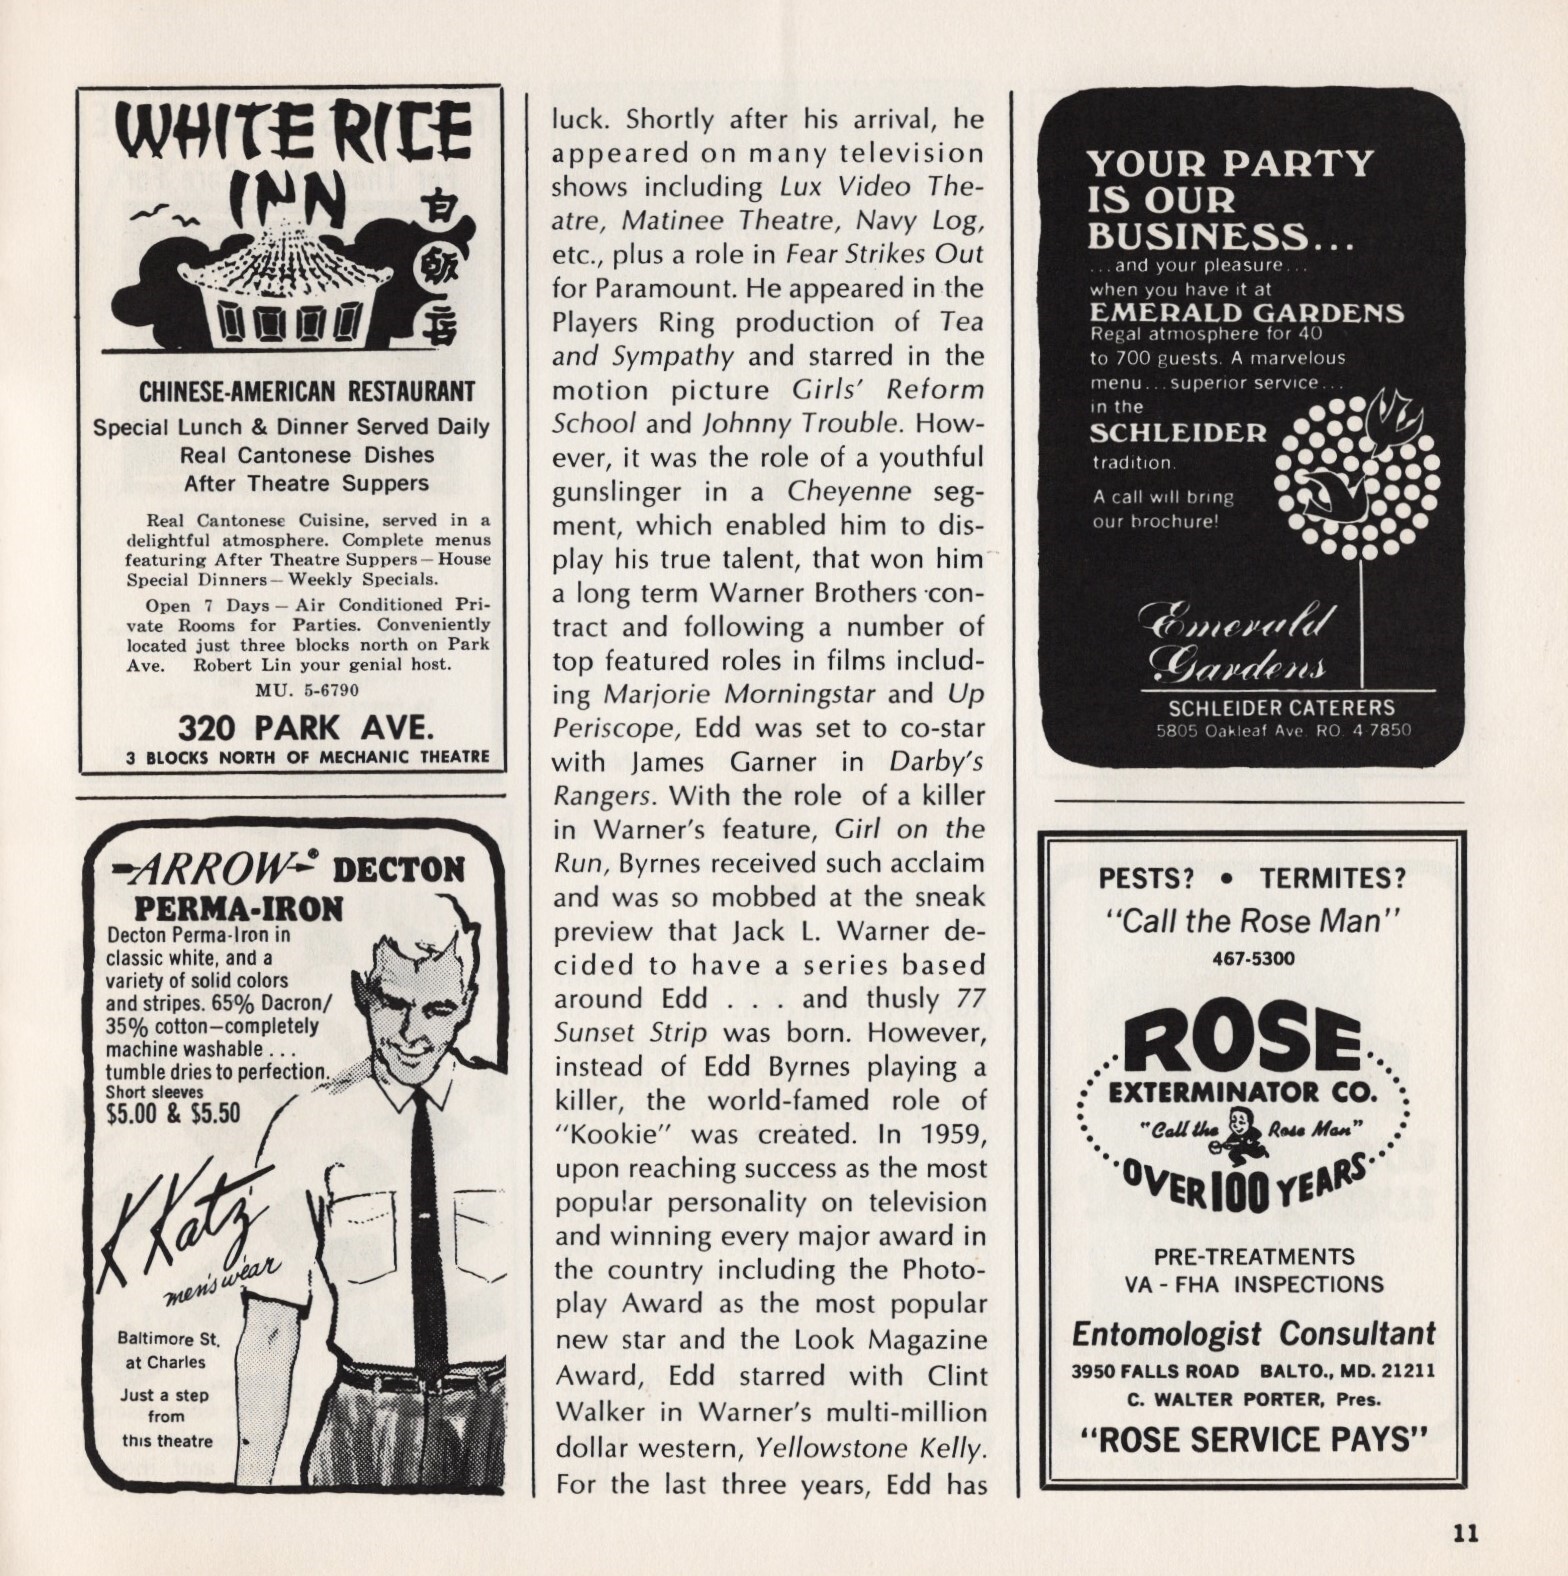 WHITE RICE
INN
白
飯
店
CHINESE-AMERICAN RESTAURANT
Special Lunch & Dinner Served Daily
Real Cantonese Dishes
After Theatre Suppers
Real Cantonese Cuisine, served in a
delightful atmosphere. Complete menus
featuring After Theatre Suppers—House
Special Dinners—Weekly Specials.
Open 7 Days — Air Conditioned Pri-
vate Rooms for Parties. Conveniently
located just three blocks north on Park
Ave. Robert Lin your genial host.
MU. 5-6790
320 PARK AVE.
3 BLOCKS NORTH OF MECHANIC THEATRE
ARROW® DECTON
PERMA-IRON
Decton Perma-Iron in
classic white, and a
variety of solid colors
and stripes. 65% Dacron/
35% cotton—completely
machine washable . . .
tumble dries to perfection.
Short sleeves
$5.00 & $5.50
K Katz
men's wear
Baltimore St.
at Charles
Just a step
from
this theatre
luck. Shortly after his arrival, he
appeared on many television
shows including Lux Video The-
atre, Matinee Theatre, Navy Log,
etc., plus a role in Fear Strikes Out
for Paramount. He appeared in the
Players Ring production of Tea
and Sympathy and starred in the
motion picture Girls' Reform
School and Johnny Trouble. How-
ever, it was the role of a youthful
gunslinger in a Cheyenne seg-
ment, which enabled him to dis-
play his true talent, that won him
a long term Warner Brothers con-
tract and following a number of
top featured roles in films includ-
ing Marjorie Morningstar and Up
Periscope, Edd was set to co-star
with James Garner in Darby's
Rangers. With the role of a killer
in Warner's feature, Girl on the
Run, Byrnes received such acclaim
and was so mobbed at the sneak
preview that Jack L. Warner de-
cided to have a series based
around Edd . . . and thusly 77
Sunset Strip was born. However,
instead of Edd Byrnes playing a
killer, the world-famed role of
"Kookie" was created. In 1959,
upon reaching success as the most
popular personality on television
and winning every major award in
the country including the Photo-
play Award as the most popular
new star and the Look Magazine
Award, Edd starred with Clint
Walker in Warner's multi-million
dollar western, Yellowstone Kelly.
For the last three years, Edd has
YOUR PARTY
IS OUR
BUSINESS...
...and your pleasure...
when you have it at
EMERALD GARDENS
Regal atmosphere for 40
to 700 guests. A marvelous
menu...superior service...
in the
SCHLEIDER
tradition.
A call will bring
our brochure!
Emerald
Gardens
SCHLEIDER CATERERS
5805 Oakleaf Ave. RO. 4-7850
PESTS? • TERMITES?
"Call the Rose Man"
467-5300
ROSE
EXTERMINATOR CO.
"Call the Rose Man"
OVER 100 YEARS
PRE-TREATMENTS
VA - FHA INSPECTIONS
Entomologist Consultant
3950 FALLS ROAD BALTO., MD. 21211
C. WALTER PORTER, Pres.
"ROSE SERVICE PAYS"
11